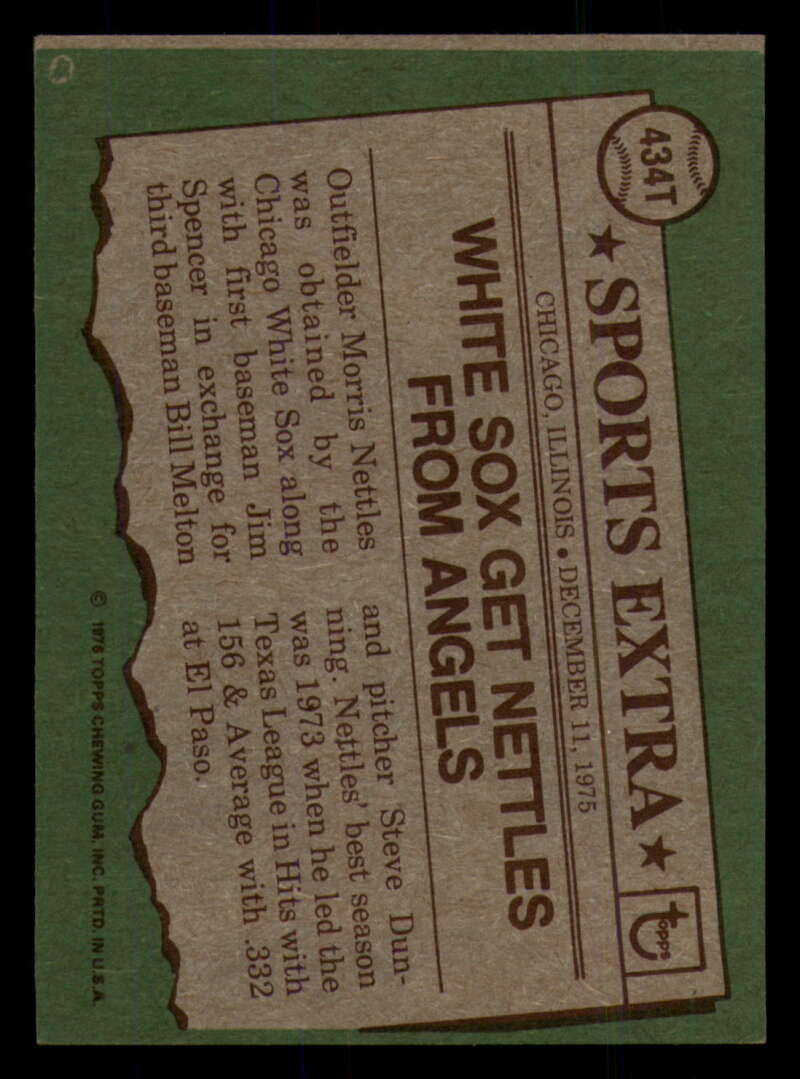 434T
★ SPORTS EXTRA ★
topps
CHICAGO, ILLINOIS • DECEMBER 11, 1975
WHITE SOX GET NETTLES
FROM ANGELS
Outfielder Morris Nettles
was obtained by the
Chicago White Sox along
with first baseman Jim
Spencer in exchange for
third baseman Bill Melton
and pitcher Steve Dun-
ning. Nettles' best season
was 1973 when he led the
Texas League in Hits with
156 & Average with .332
at El Paso.
© 1976 TOPPS CHEWING GUM, INC. PRTD. IN U.S.A.